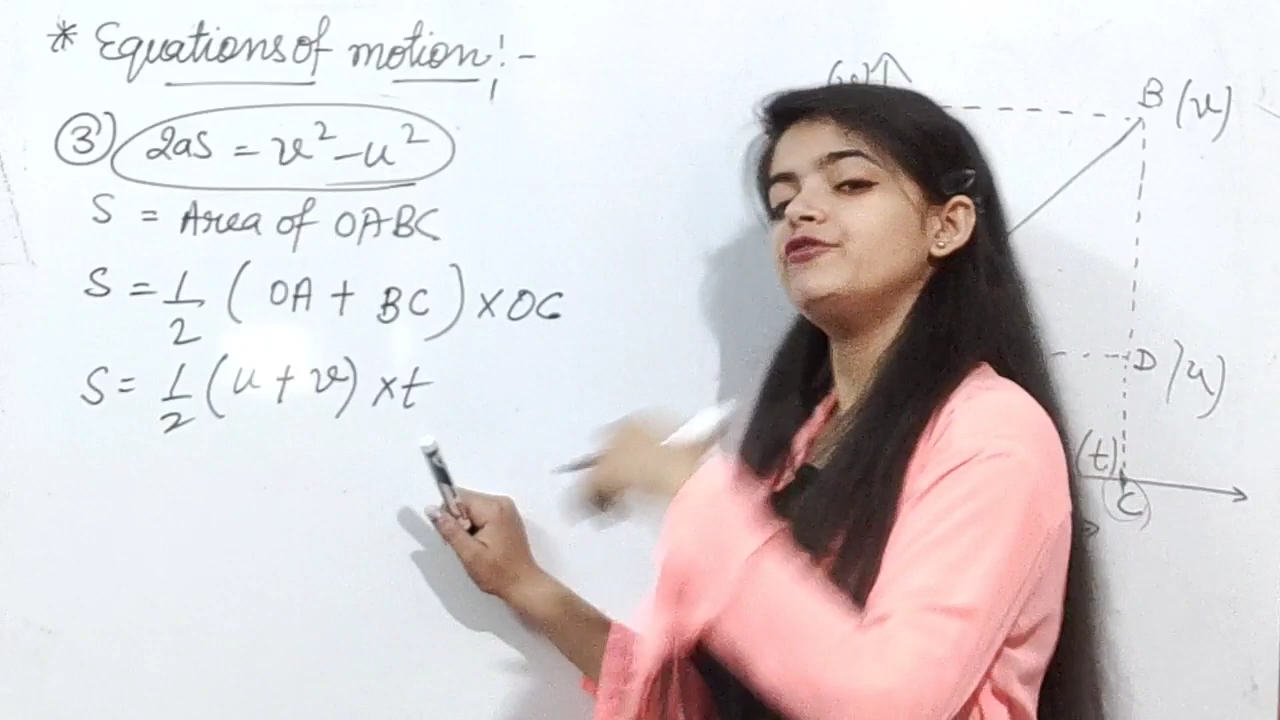 * Equations of motion :-
③ 2as = v² - u²
S = Area of OABC
S = 1/2 ( OA + BC ) × OC
S = 1/2 ( u + v ) × t
B (v)
D (u)
(t)
C